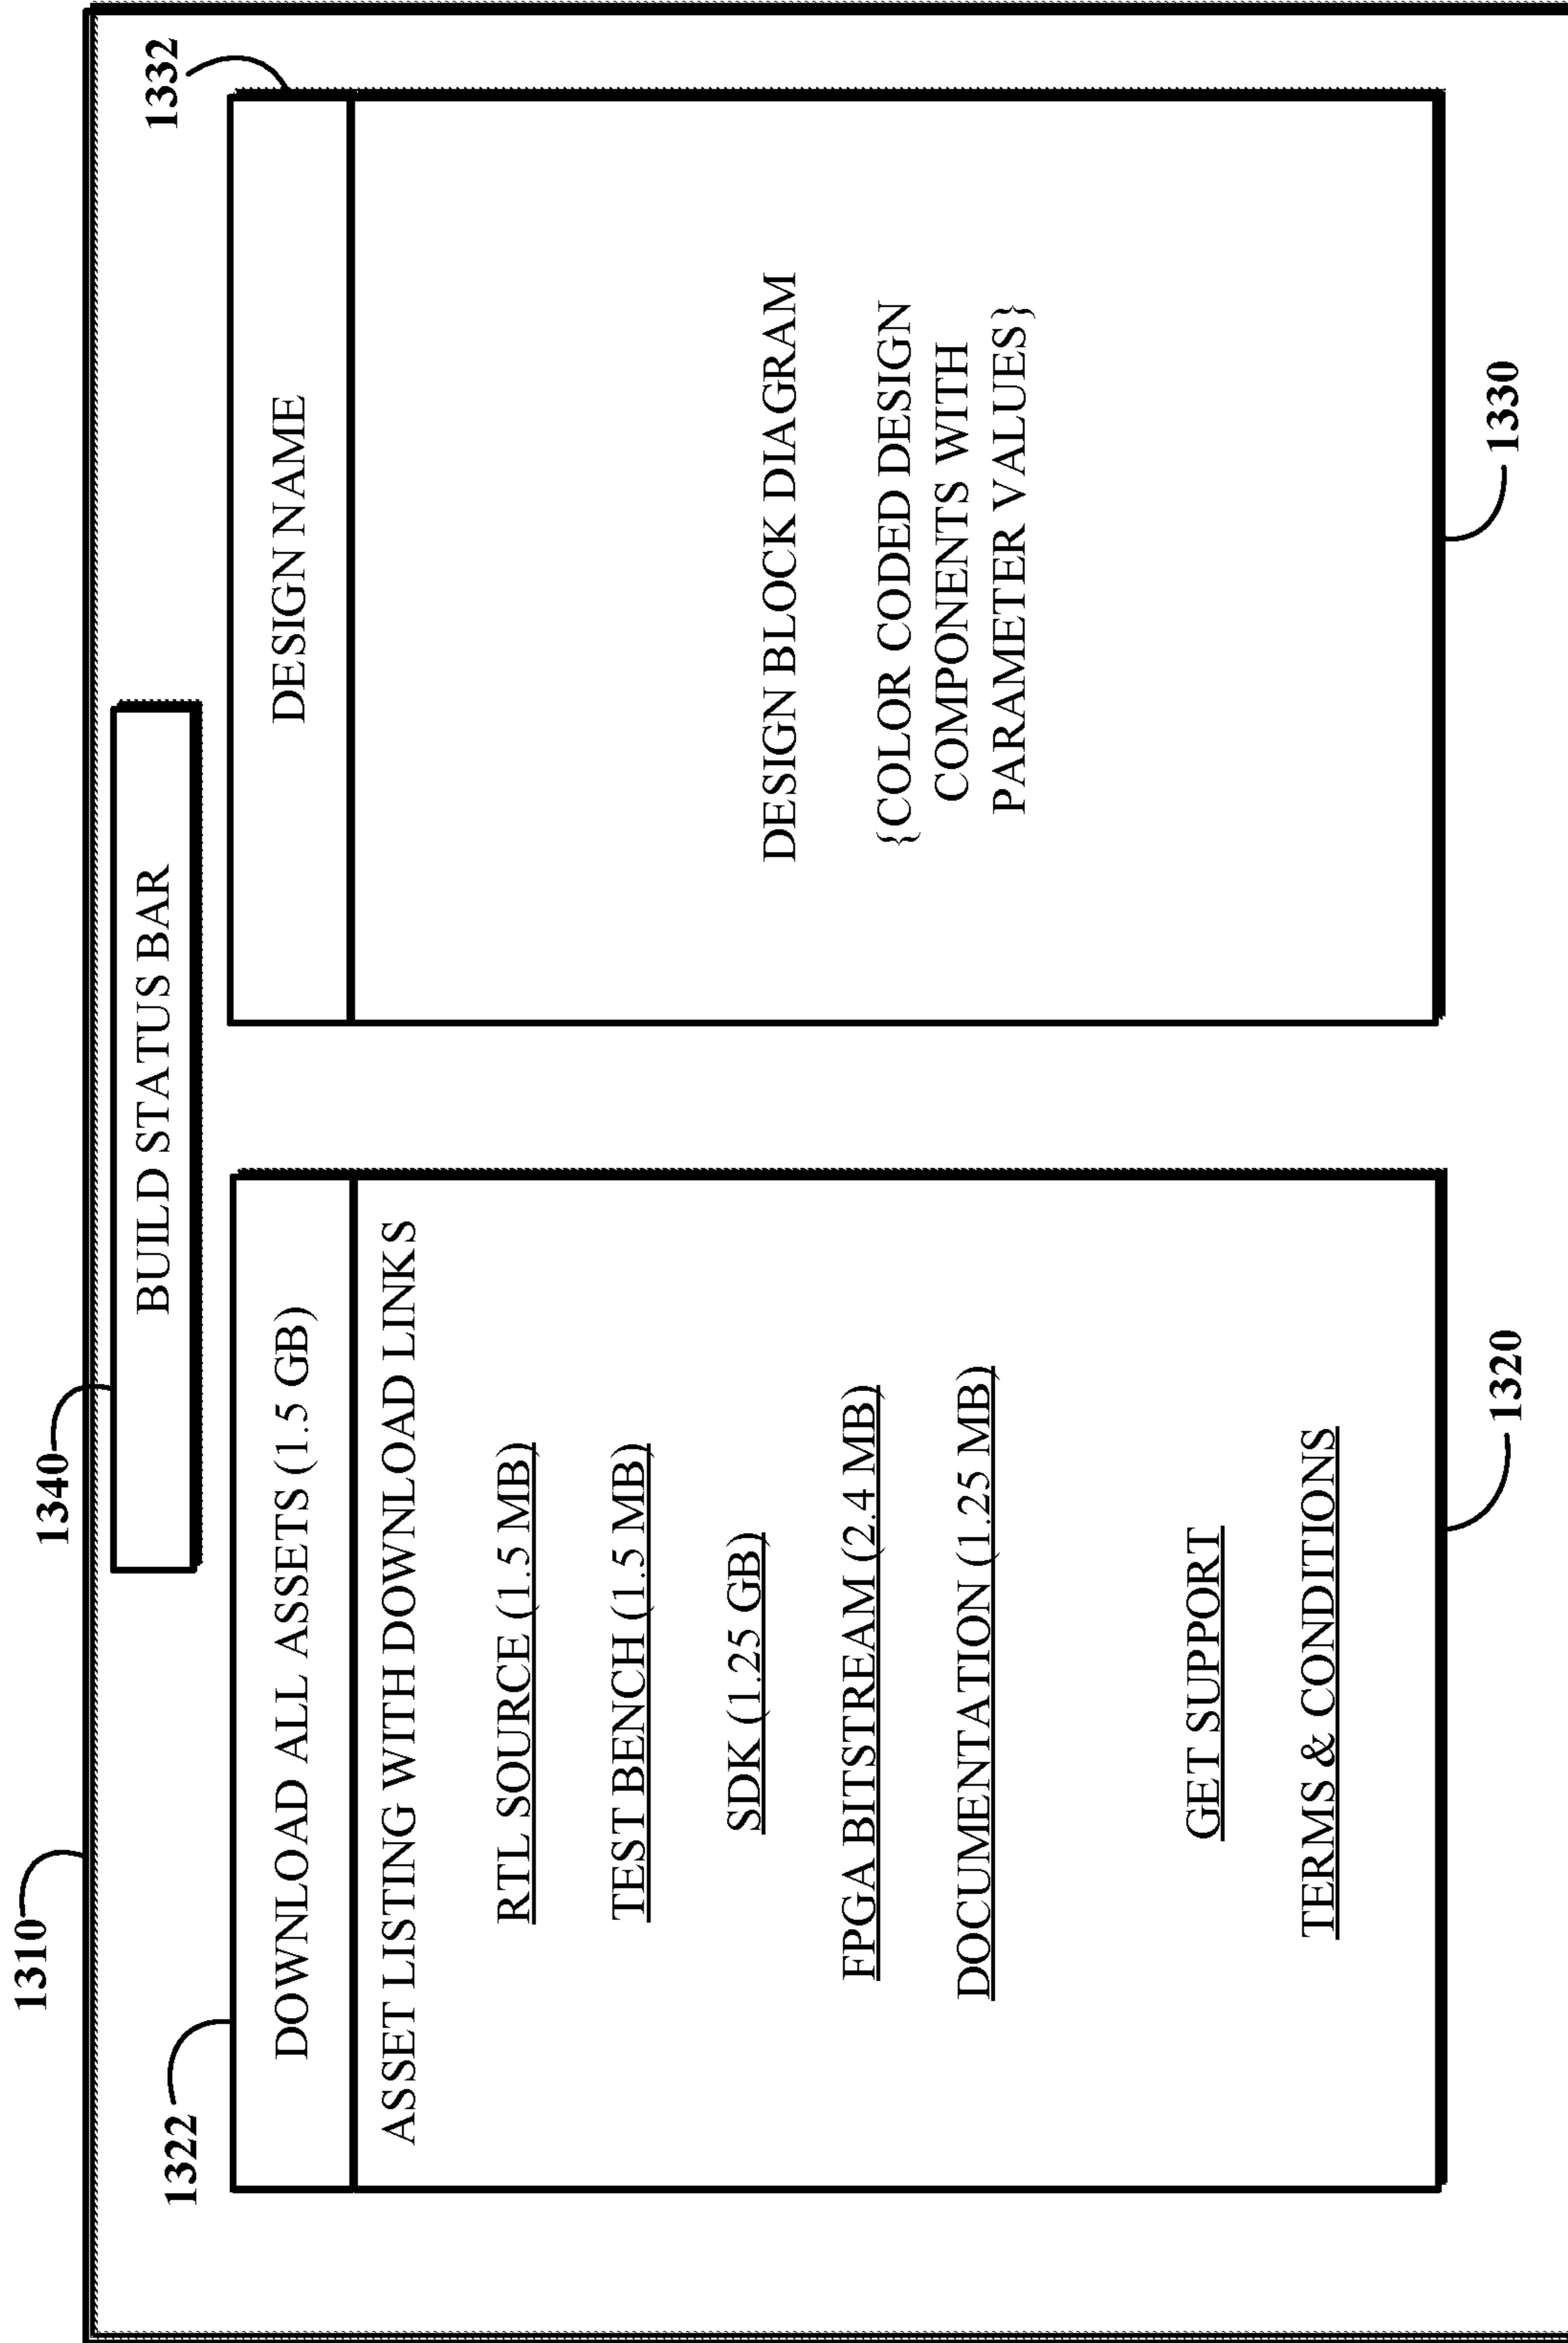 1310
1340
BUILD STATUS BAR
1322
1332
DOWNLOAD ALL ASSETS (1.5 GB)
ASSET LISTING WITH DOWNLOAD LINKS
RTL SOURCE (1.5 MB)
TEST BENCH (1.5 MB)
SDK (1.25 GB)
FPGA BITSTREAM (2.4 MB)
DOCUMENTATION (1.25 MB)
GET SUPPORT
TERMS & CONDITIONS
1320
DESIGN NAME
DESIGN BLOCK DIAGRAM
{COLOR CODED DESIGN
COMPONENTS WITH
PARAMETER VALUES}
1330